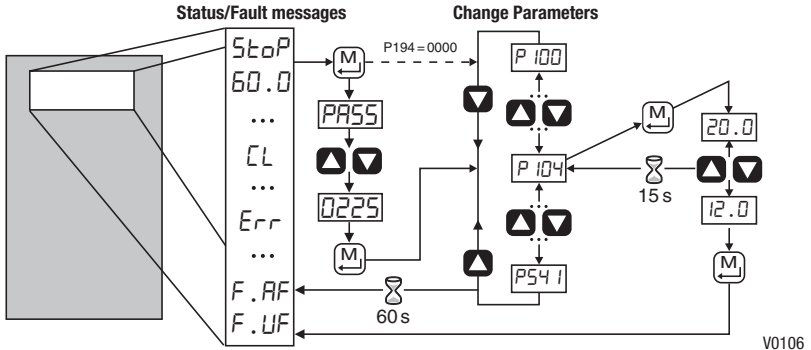 Status/Fault messages
Change Parameters
StoP
60.0
...
CL
...
Err
...
F.AF
F.UF
M
P194 = 0000
PASS
0225
M
60 s
P 100
P 104
P541
M
20.0
15 s
12.0
M
V0106